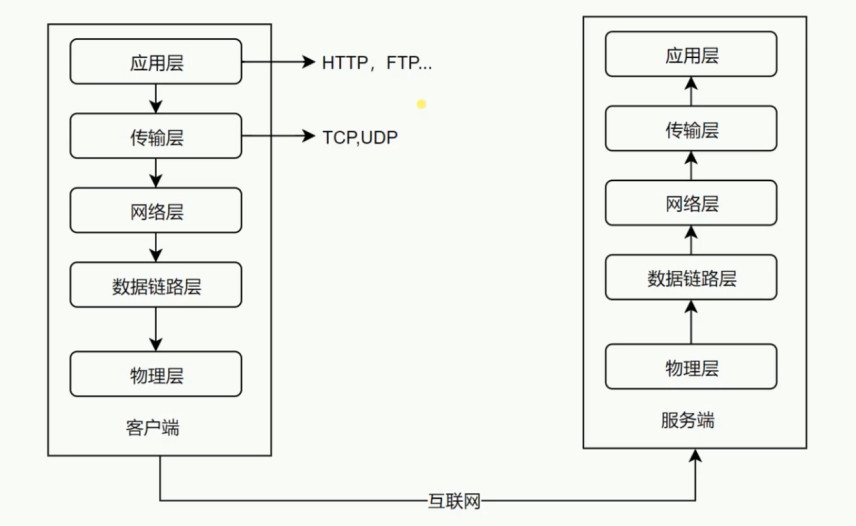 应用层
HTTP，FTP...
传输层
TCP,UDP
网络层
数据链路层
物理层
客户端
应用层
传输层
网络层
数据链路层
物理层
服务端
互联网